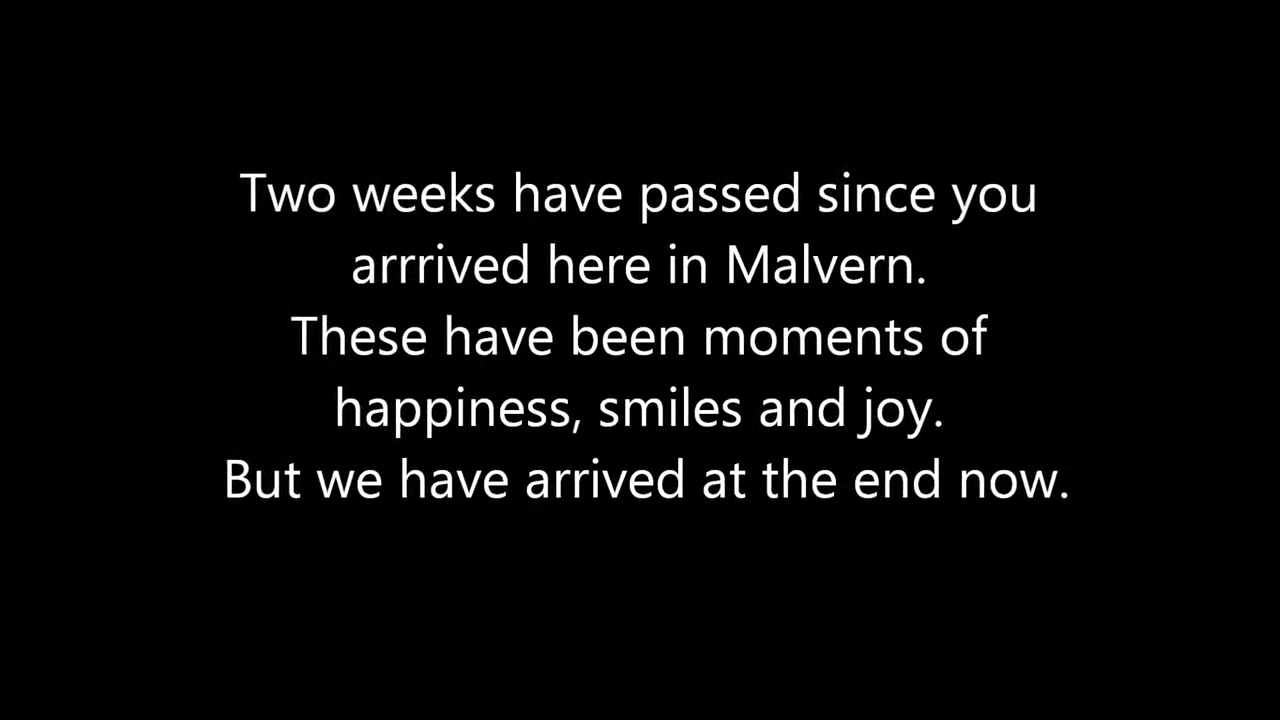 Two weeks have passed since you
arrrived here in Malvern.
These have been moments of
happiness, smiles and joy.
But we have arrived at the end now.